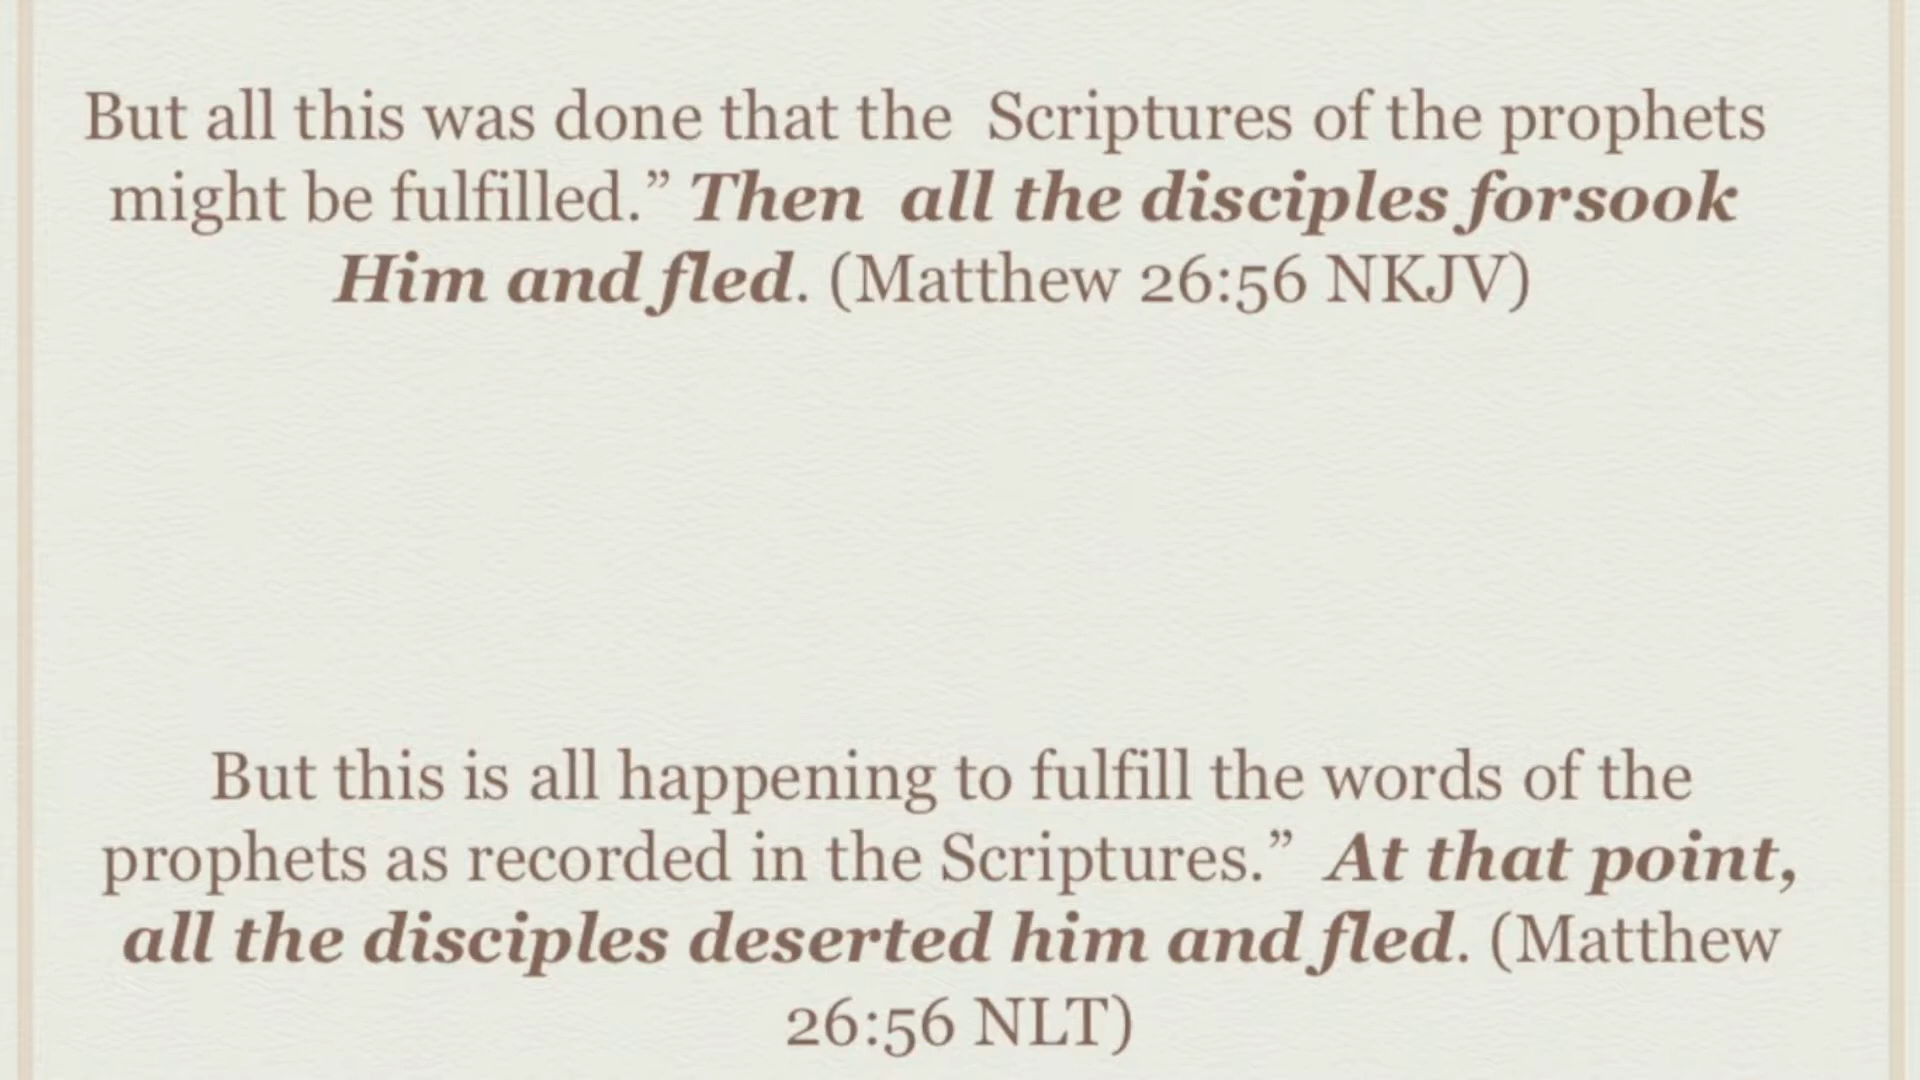 But all this was done that the  Scriptures of the prophets
might be fulfilled.” Then  all the disciples forsook
Him and fled. (Matthew 26:56 NKJV)
But this is all happening to fulfill the words of the
prophets as recorded in the Scriptures.”  At that point,
all the disciples deserted him and fled. (Matthew
26:56 NLT)